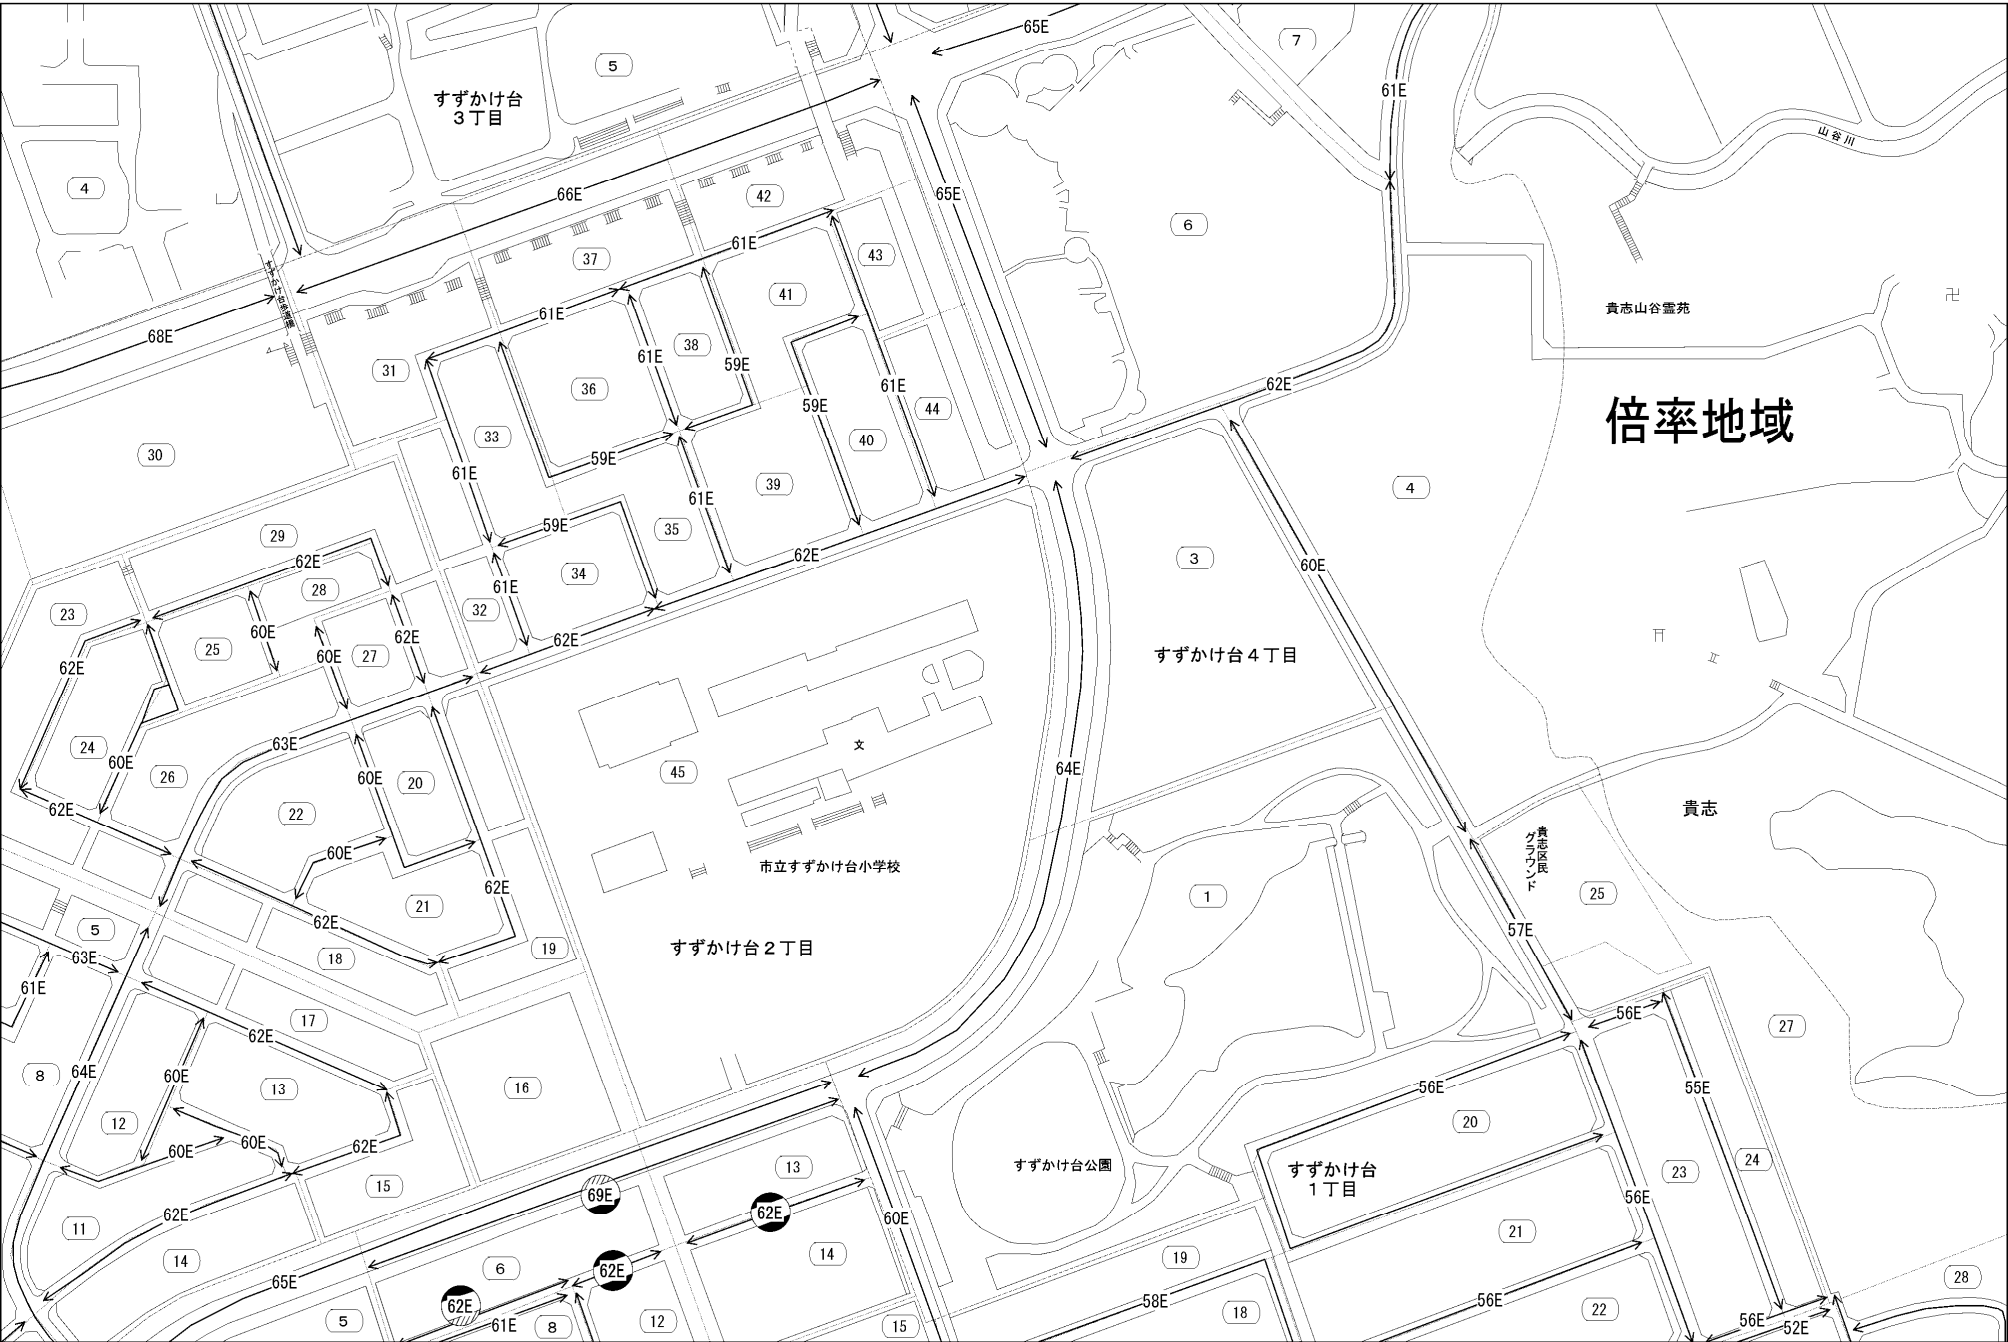 65E
7
5
すずかけ台
3丁目
61E
山谷川
4
66E
42
65E
6
61E
43
37
41
貴志山谷霊苑
すずかけ台歩道橋
68E
61E
61E
38
59E
31
36
62E
61E
59E
44
倍率地域
33
40
30
59E
61E
39
4
61E
59E
35
29
62E
62E
3
60E
34
61E
28
32
23
60E
62E
25
62E
27
60E
62E
すずかけ台4丁目
24
63E
60E
26
60E
20
45
文
64E
62E
22
貴志
60E
市立すずかけ台小学校
貴志区民
グラウンド
62E
1
25
21
62E
5
18
19
すずかけ台2丁目
57E
63E
61E
17
56E
27
62E
64E
8
60E
13
16
56E
55E
12
60E
60E
62E
20
24
15
69E
13
すずかけ台公園
すずかけ台
1丁目
23
11
62E
62E
60E
56E
14
14
19
21
65E
6
62E
28
62E
58E
56E
18
22
5
61E
8
12
15
56E
52E